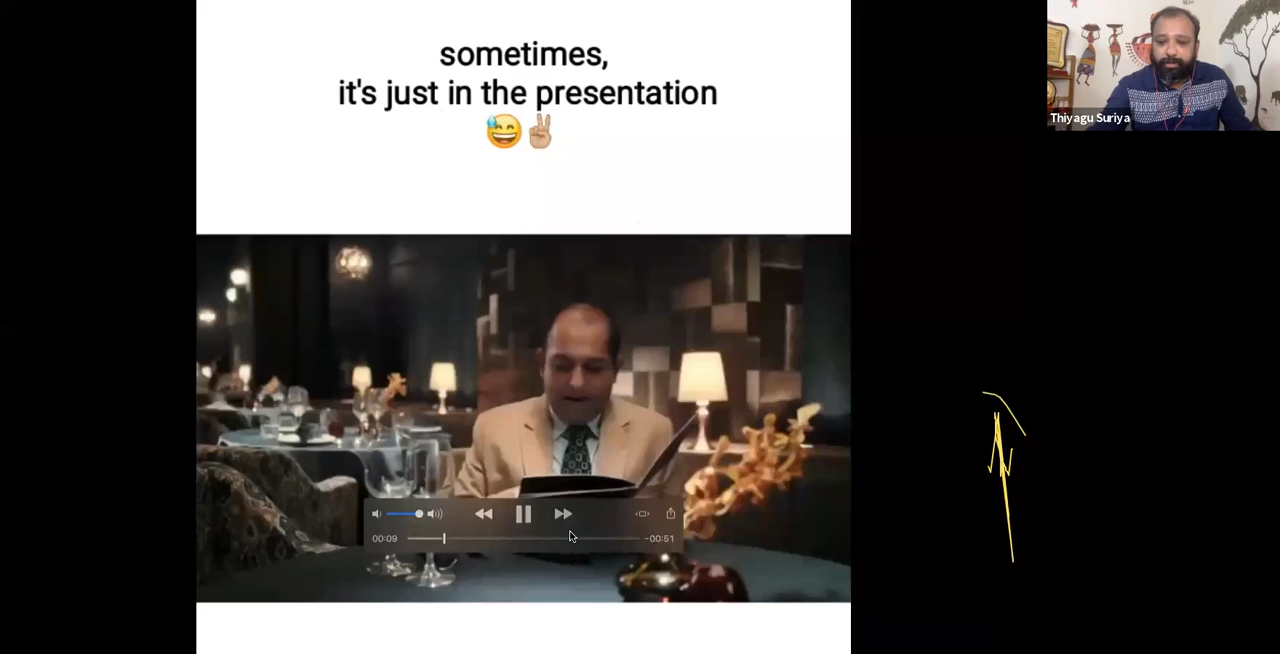 sometimes,
it's just in the presentation
😅✌🏼
Thiyagu Suriya
00:09
-00:51